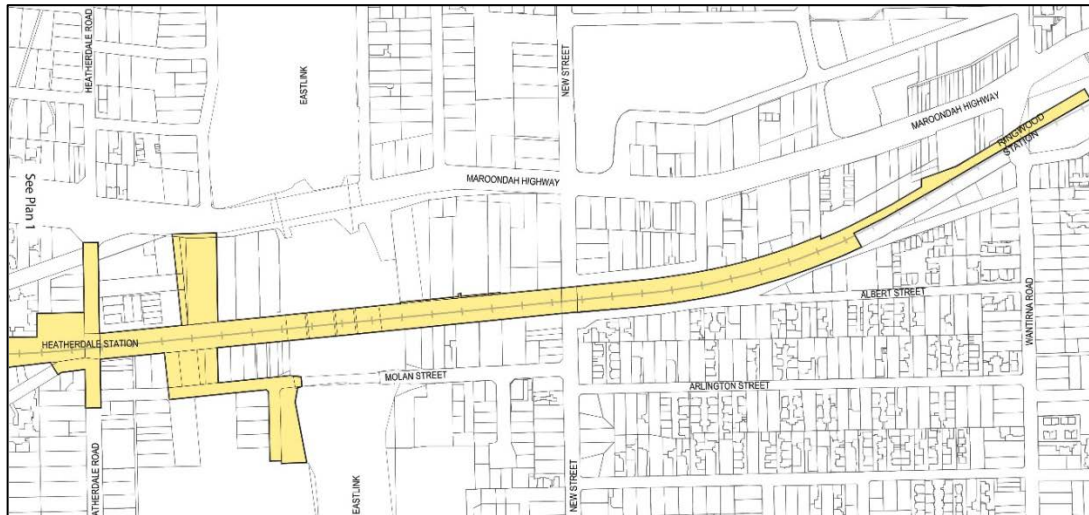 HEATHERDALE ROAD
EASTLINK
NEW STREET
MAROONDAH HIGHWAY
RINGWOOD
STATION
See Plan 1
MAROONDAH HIGHWAY
HEATHERDALE STATION
ALBERT STREET
WANTIRNA ROAD
MOLAN STREET
ARLINGTON STREET
EATHERDALE ROAD
EASTLINK
NEW STREET